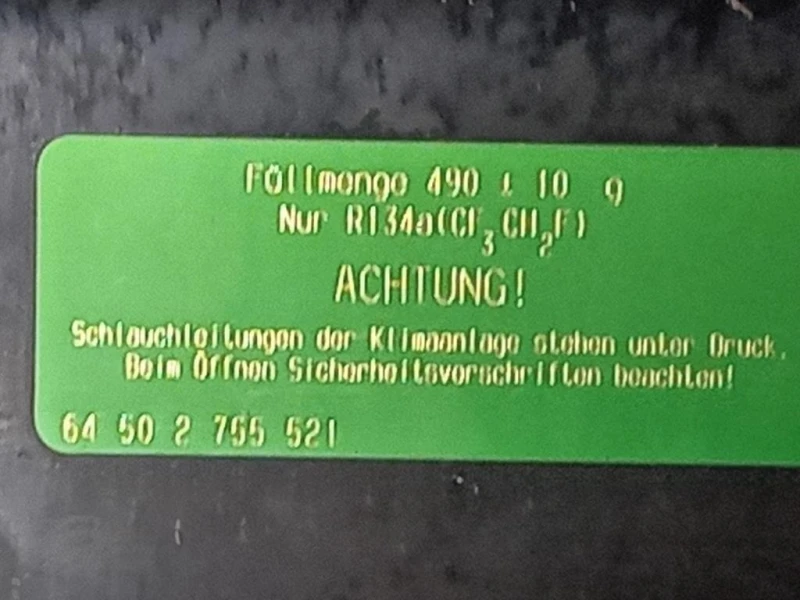 Füllmenge 490 ± 10 g
Nur R134a(CF₃CH₂F)
ACHTUNG!
Schlauchleitungen der Klimaanlage stehen unter Druck.
Beim Öffnen Sicherheitsvorschriften beachten!
64 50 2 755 521